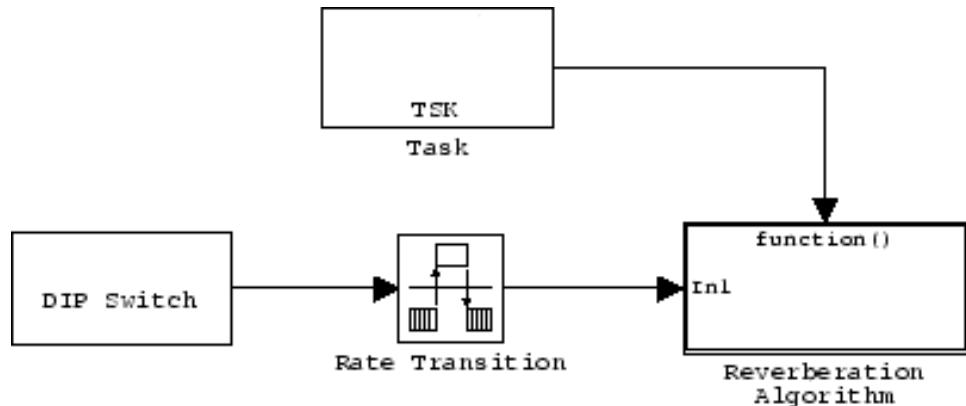 TSK
Task
function()
DIP Switch
In1
Rate Transition
Reverberation
Algorithm